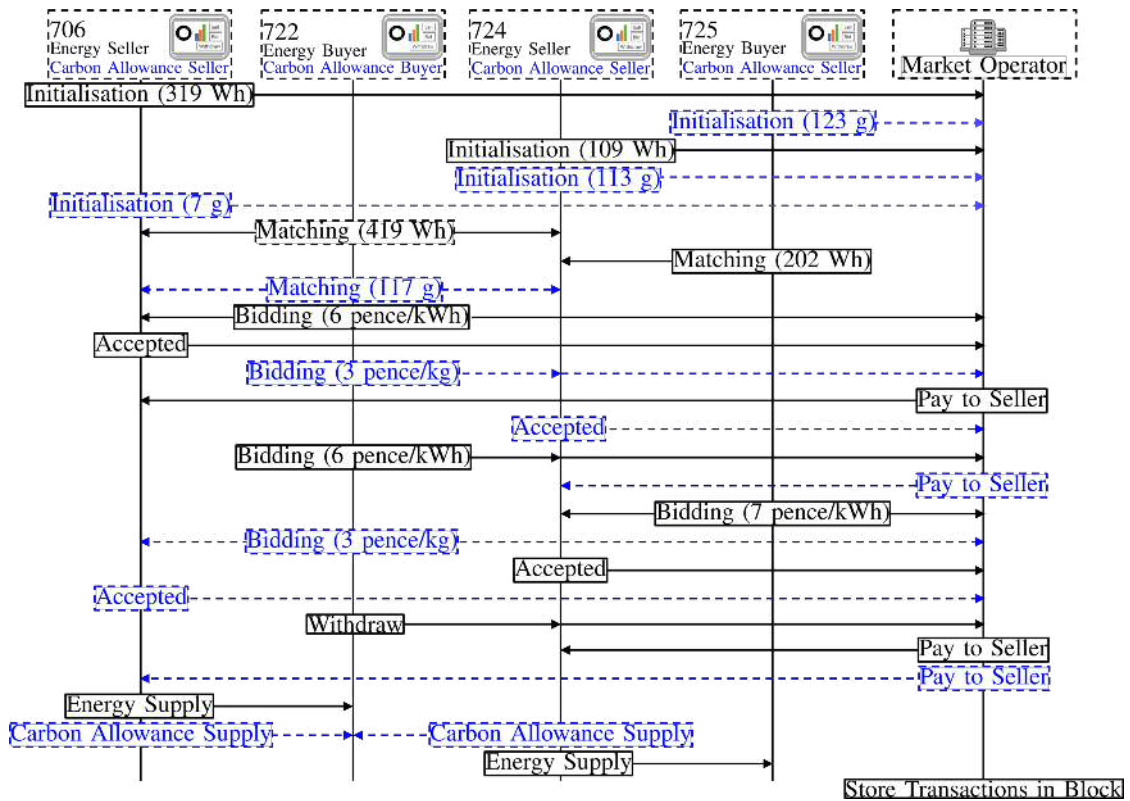 706
Energy Seller
Carbon Allowance Seller
722
Energy Buyer
Carbon Allowance Buyer
724
Energy Seller
Carbon Allowance Seller
725
Energy Buyer
Carbon Allowance Seller
Market Operator
Initialisation (319 Wh)
Initialisation (123 g)
Initialisation (109 Wh)
Initialisation (113 g)
Initialisation (7 g)
Matching (419 Wh)
Matching (202 Wh)
Matching (117 g)
Bidding (6 pence/kWh)
Accepted
Bidding (3 pence/kg)
Pay to Seller
Accepted
Bidding (6 pence/kWh)
Pay to Seller
Bidding (7 pence/kWh)
Bidding (3 pence/kg)
Accepted
Accepted
Withdraw
Pay to Seller
Pay to Seller
Energy Supply
Carbon Allowance Supply
Carbon Allowance Supply
Energy Supply
Store Transactions in Block